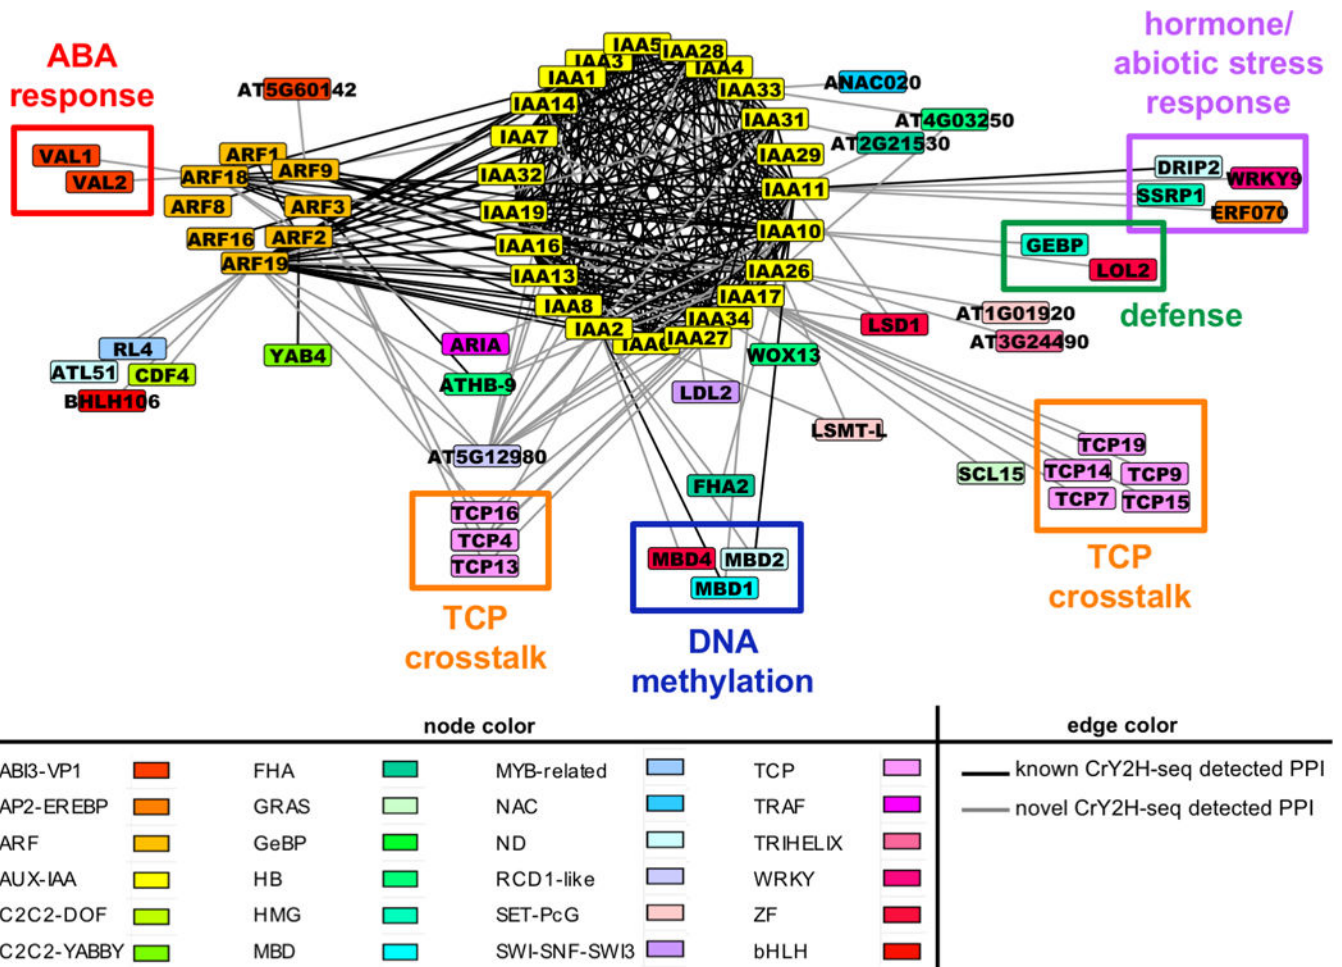 hormone/
abiotic stress
response
ABA
response
IAA5
IAA28
IAA3
IAA4
IAA1
IAA33
AT5G60142
ANAC020
IAA14
IAA31
AT4G03250
IAA7
AT2G21530
VAL1
ARF1
IAA29
VAL2
ARF18
ARF9
IAA32
IAA11
DRIP2
WRKY9
SSRP1
ARF8
ARF3
IAA19
ERF070
ARF16
ARF2
IAA16
IAA10
GEBP
ARF19
IAA13
IAA26
LOL2
IAA8
IAA17
AT1G01920
defense
IAA2
IAA34
LSD1
IAA27
AT3G24490
RL4
YAB4
ARIA
WOX13
ATL51
CDF4
ATHB-9
LDL2
BHLH106
LSMT-L
AT5G12980
TCP19
SCL15
TCP14
TCP9
FHA2
TCP7
TCP15
TCP16
TCP4
TCP13
MBD4
MBD2
MBD1
TCP
crosstalk
TCP
crosstalk
DNA
methylation
node color
edge color
ABI3-VP1
FHA
MYB-related
TCP
known CrY2H-seq detected PPI
AP2-EREBP
GRAS
NAC
TRAF
novel CrY2H-seq detected PPI
ARF
GeBP
ND
TRIHELIX
AUX-IAA
HB
RCD1-like
WRKY
C2C2-DOF
HMG
SET-PcG
ZF
C2C2-YABBY
MBD
SWI-SNF-SWI3
bHLH